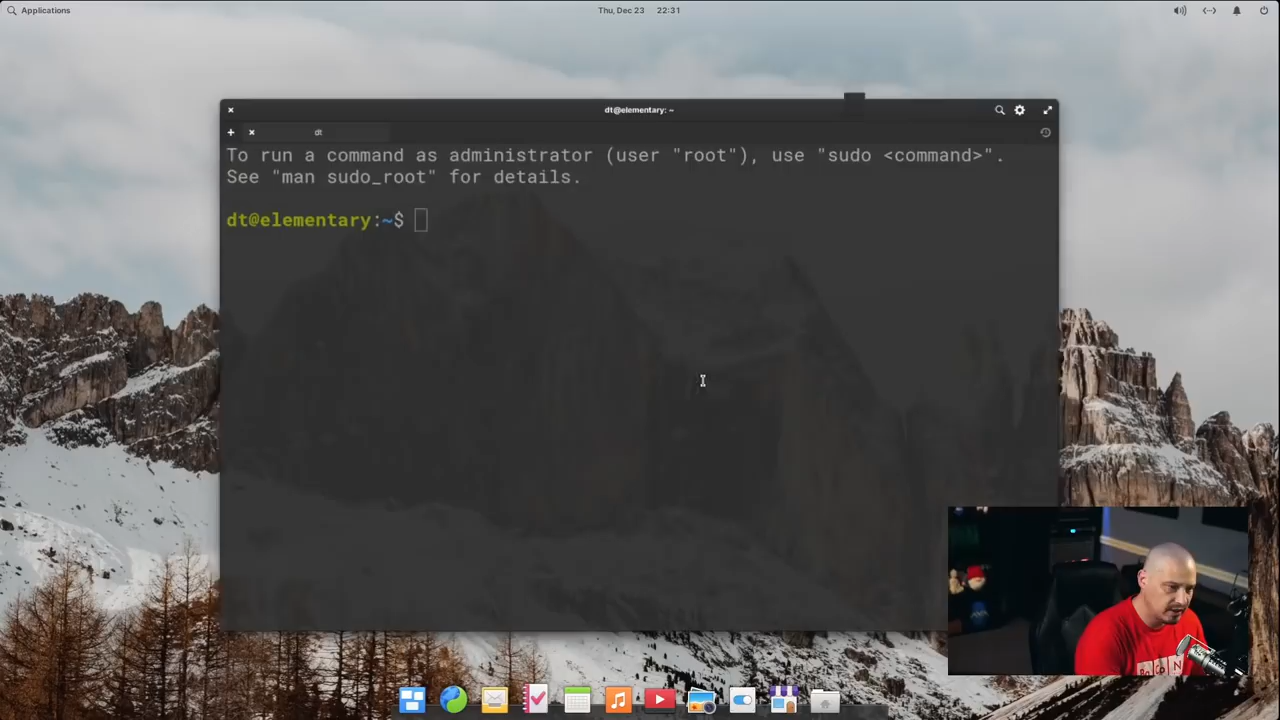 Applications
Thu, Dec 23 22:31
dt@elementary: ~
dt
To run a command as administrator (user "root"), use "sudo <command>".
See "man sudo_root" for details.
dt@elementary:~$